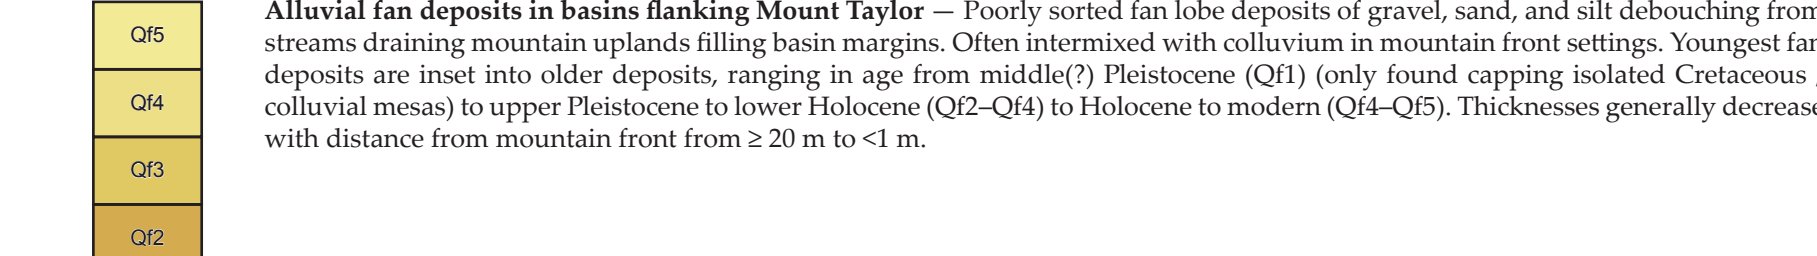 Qf5
Qf4
Qf3
Qf2
Alluvial fan deposits in basins flanking Mount Taylor — Poorly sorted fan lobe deposits of gravel, sand, and silt debouching from
streams draining mountain uplands filling basin margins. Often intermixed with colluvium in mountain front settings. Youngest fan
deposits are inset into older deposits, ranging in age from middle(?) Pleistocene (Qf1) (only found capping isolated Cretaceous
colluvial mesas) to upper Pleistocene to lower Holocene (Qf2–Qf4) to Holocene to modern (Qf4–Qf5). Thicknesses generally decrease
with distance from mountain front from ≥ 20 m to <1 m.